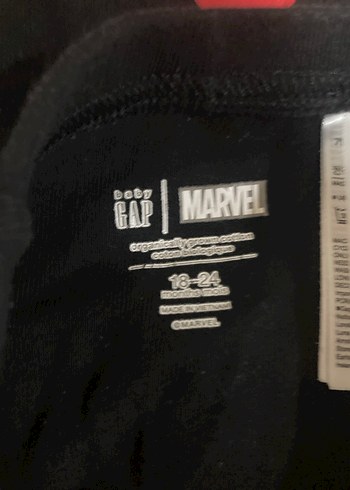 baby
GAP
MARVEL
organically grown cotton
coton biologique
18–24
months mois
MADE IN VIETNAM
©MARVEL